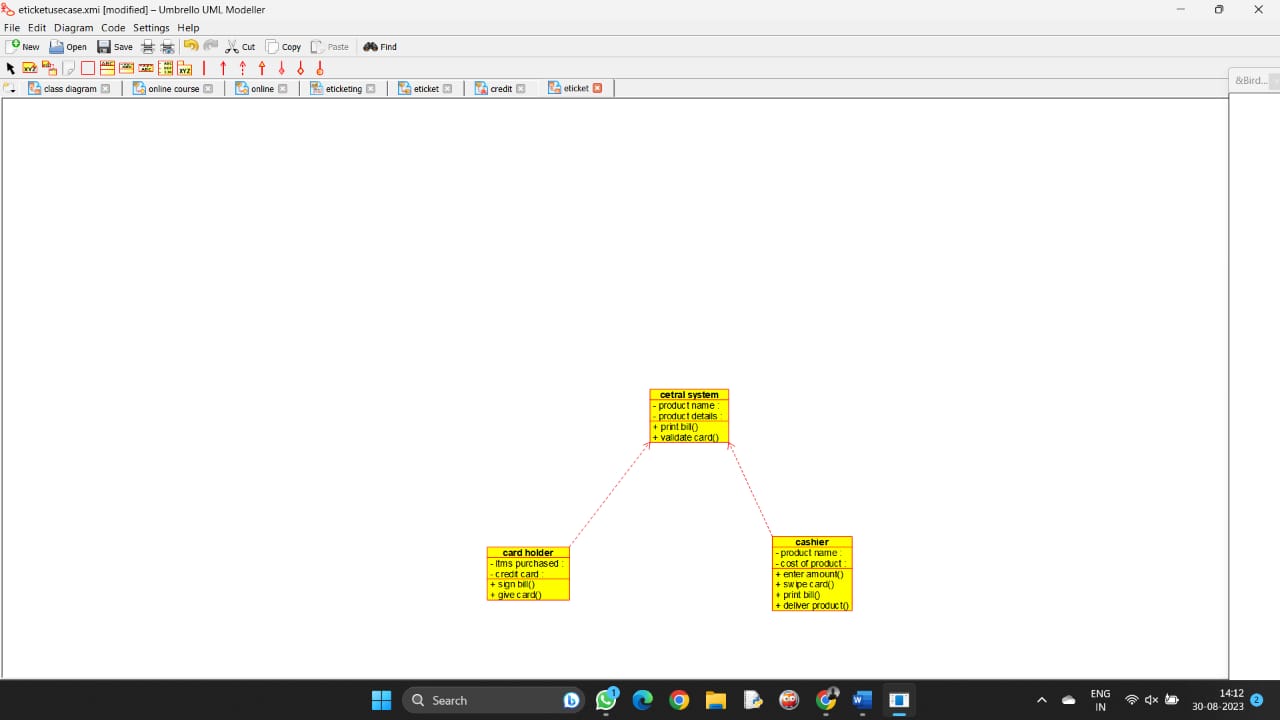 eticketusecase.xmi [modified] – Umbrello UML Modeller
File Edit Diagram Code Settings Help
New Open Save Cut Copy Paste Find
class diagram online course online eticketing eticket credit eticket
&Bird...
cetral system
- product name :
- product details :
+ print bill()
+ validate card()
card holder
- itms purchased :
- credit card :
+ sign bill()
+ give card()
cashier
- product name :
- cost of product :
+ enter amount()
+ swipe card()
+ print bill()
+ deliver product()
Search
1
W
ENG
IN
14:12
30-08-2023
2